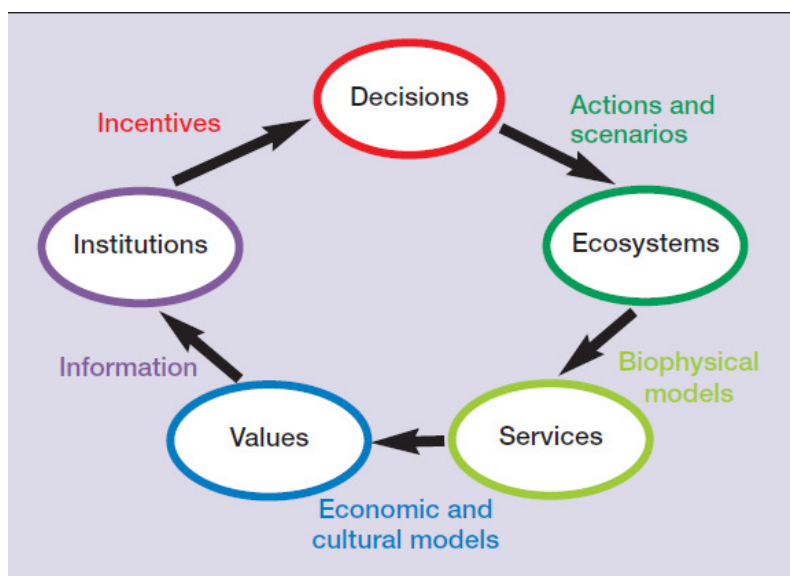 Decisions
Incentives
Actions and
scenarios
Institutions
Ecosystems
Information
Biophysical
models
Values
Services
Economic and
cultural models